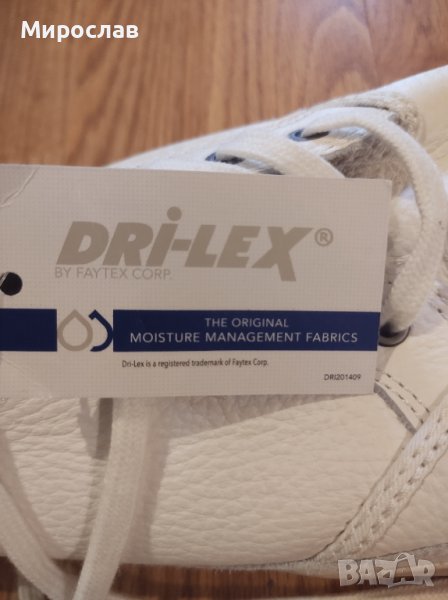 Мирослав
DRI-LEX®
BY FAYTEX CORP.
THE ORIGINAL
MOISTURE MANAGEMENT FABRICS
Dri-Lex is a registered trademark of Faytex Corp.
DRI201409
BAZAR